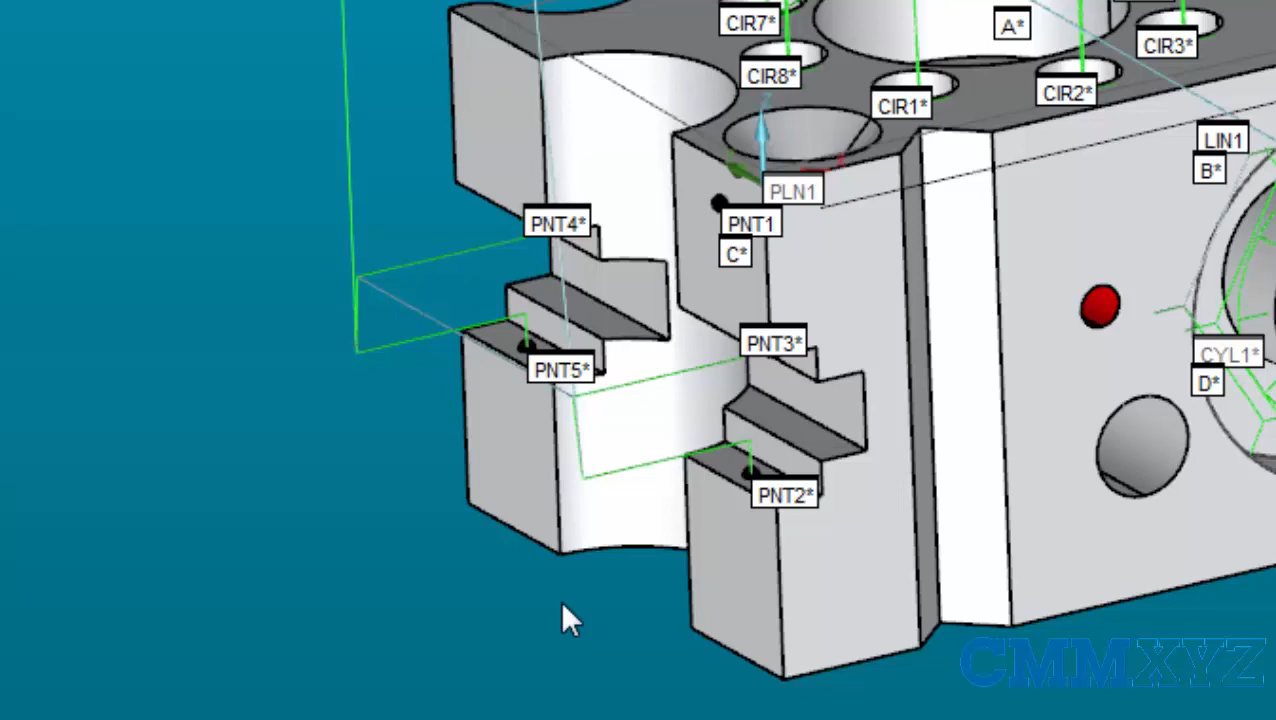 CIR7*
A*
CIR3*
CIR8*
CIR2*
CIR1*
LIN1
B*
PLN1
PNT4*
PNT1
C*
PNT3*
CYL1*
D*
PNT5*
PNT2*
CMMXYZ